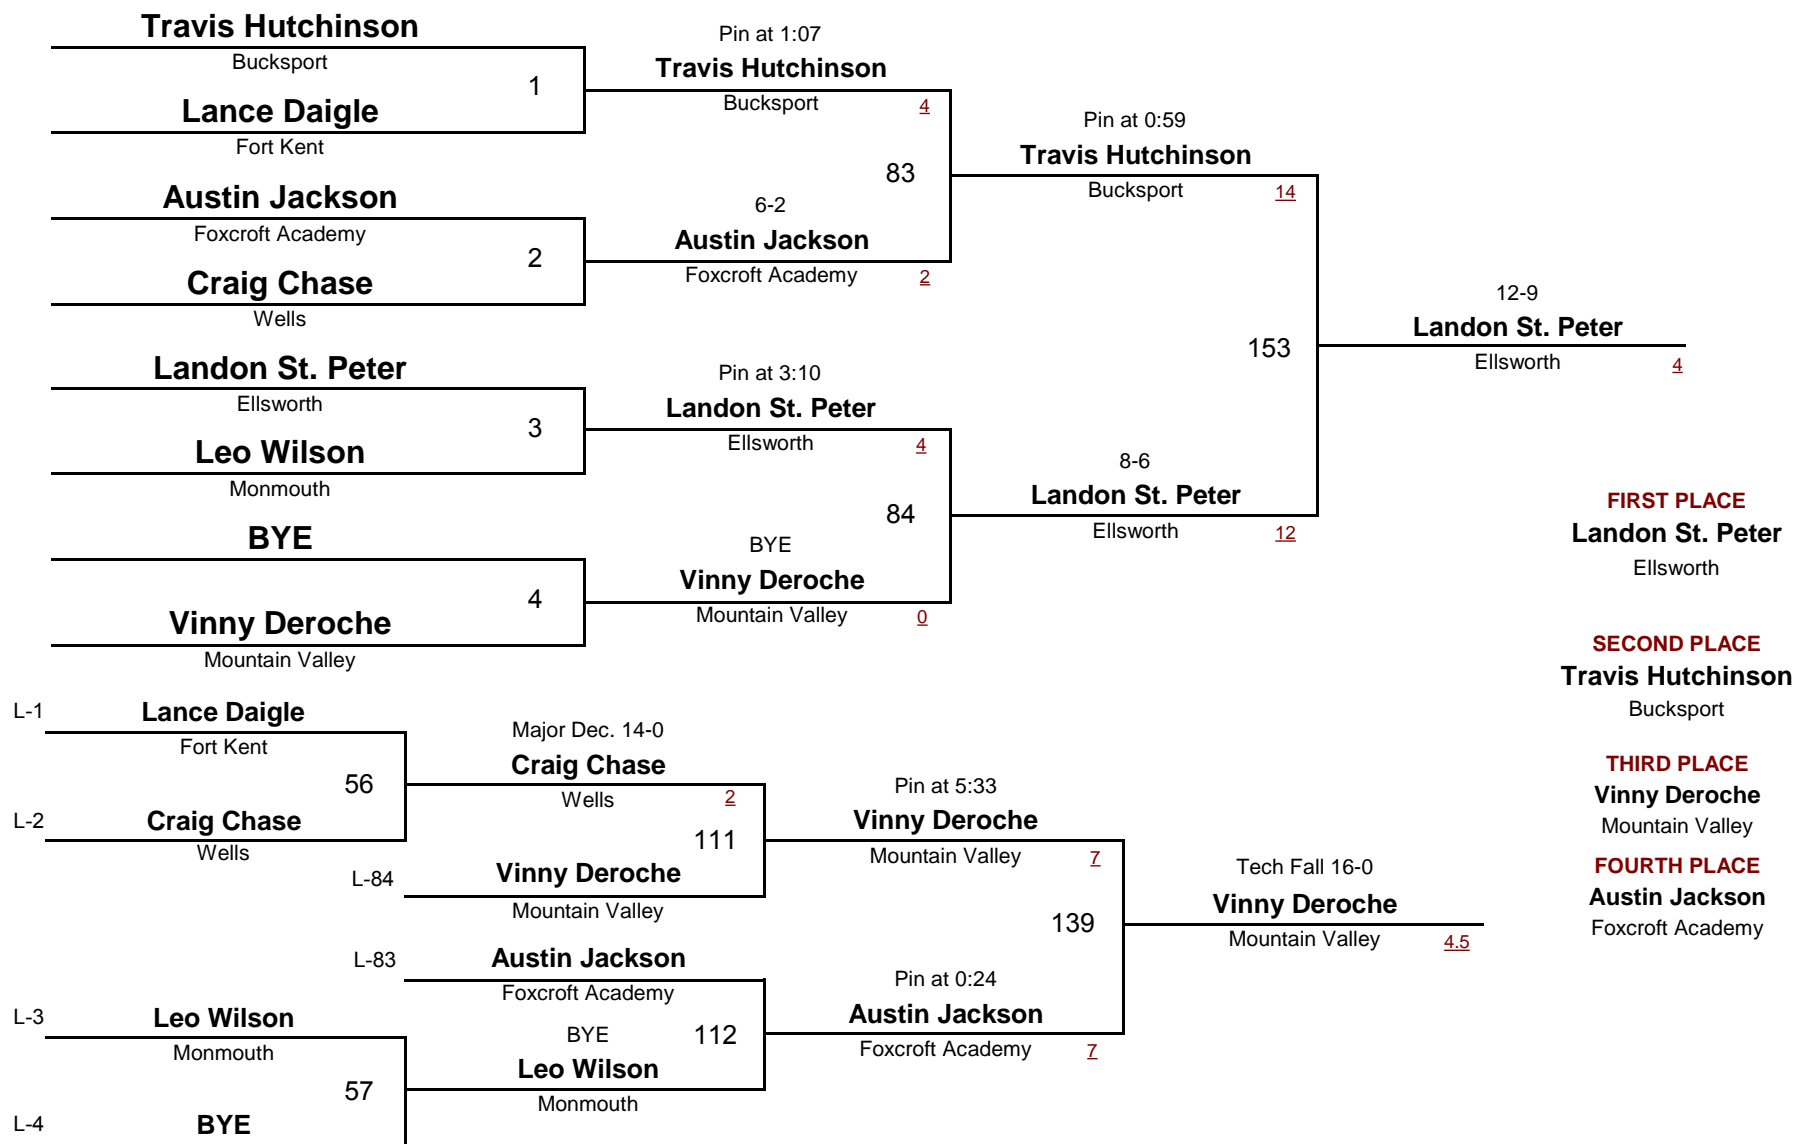 Travis Hutchinson
Bucksport
1
Lance Daigle
Fort Kent
Austin Jackson
Foxcroft Academy
2
Craig Chase
Wells
Landon St. Peter
Ellsworth
3
Leo Wilson
Monmouth
BYE
4
Vinny Deroche
Mountain Valley
Pin at 1:07
Travis Hutchinson
Bucksport 4
83
6-2
Austin Jackson
Foxcroft Academy 2
Pin at 3:10
Landon St. Peter
Ellsworth 4
84
BYE
Vinny Deroche
Mountain Valley 0
Pin at 0:59
Travis Hutchinson
Bucksport 14
153
8-6
Landon St. Peter
Ellsworth 12
12-9
Landon St. Peter
Ellsworth 4
FIRST PLACE
Landon St. Peter
Ellsworth
SECOND PLACE
Travis Hutchinson
Bucksport
THIRD PLACE
Vinny Deroche
Mountain Valley
FOURTH PLACE
Austin Jackson
Foxcroft Academy
L-1 Lance Daigle
Fort Kent
56
L-2 Craig Chase
Wells
Major Dec. 14-0
Craig Chase
Wells 2
111
L-84 Vinny Deroche
Mountain Valley
L-83 Austin Jackson
Foxcroft Academy
L-3 Leo Wilson
Monmouth
57
L-4 BYE
BYE 112
Leo Wilson
Monmouth
Pin at 5:33
Vinny Deroche
Mountain Valley 7
139
Pin at 0:24
Austin Jackson
Foxcroft Academy 7
Tech Fall 16-0
Vinny Deroche
Mountain Valley 4.5